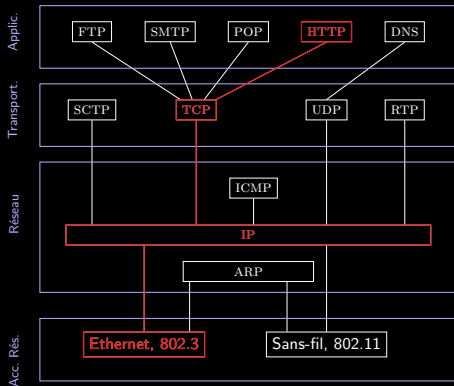 Applic.
FTP SMTP POP HTTP DNS
Transport.
SCTP TCP UDP RTP
Réseau
ICMP
IP
ARP
Acc. Rés.
Ethernet, 802.3 Sans-fil, 802.11